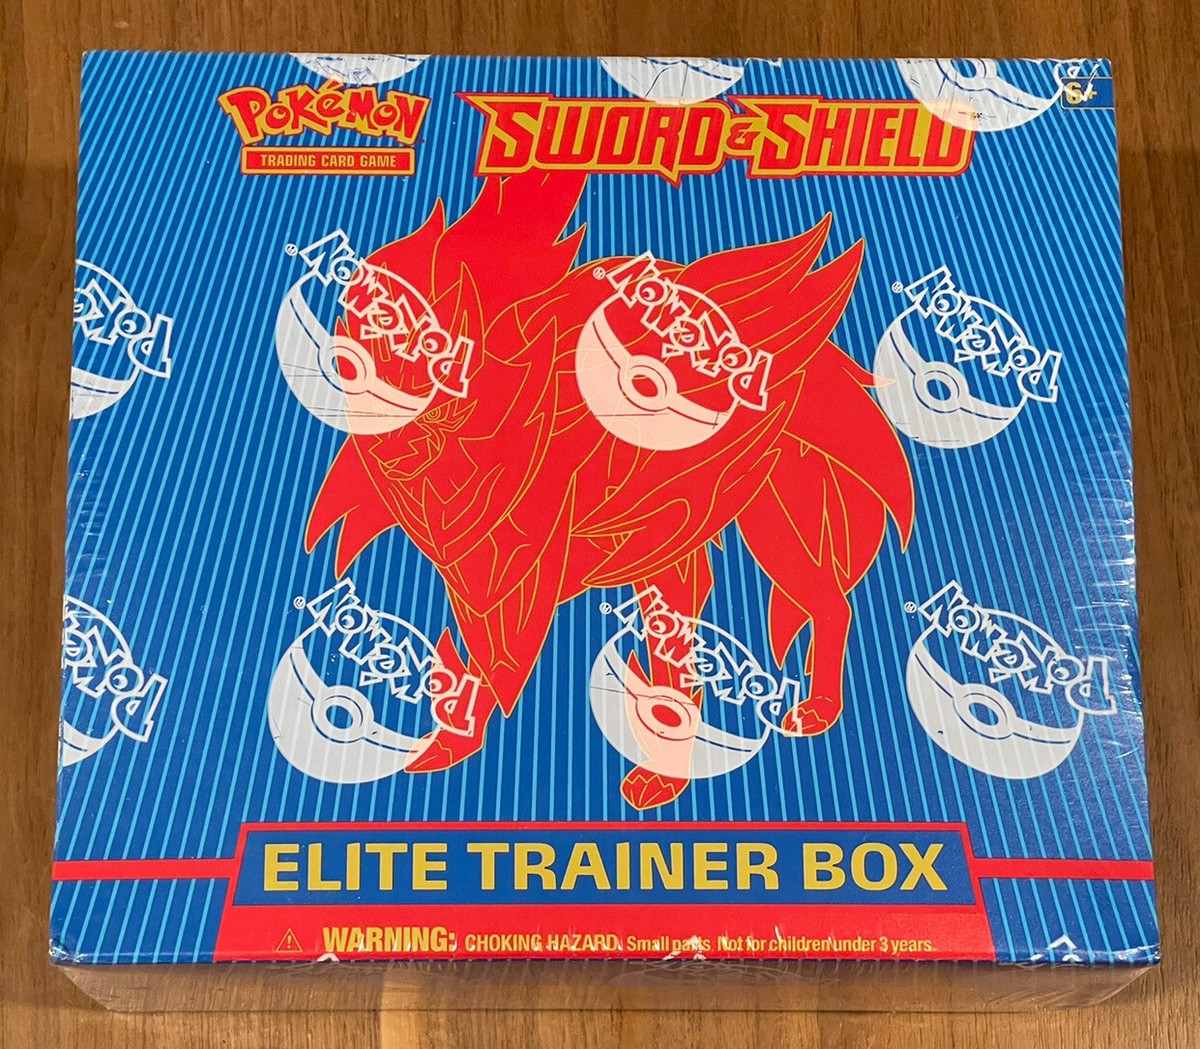 POKéMON
TRADING CARD GAME
SWORD & SHIELD
6+
POKéMON
®
POKéMON
®
POKéMON
®
POKéMON
POKéMON
®
POKéMON
®
POKéMON
®
POKéMON
ELITE TRAINER BOX
WARNING: CHOKING HAZARD. Small parts. Not for children under 3 years.